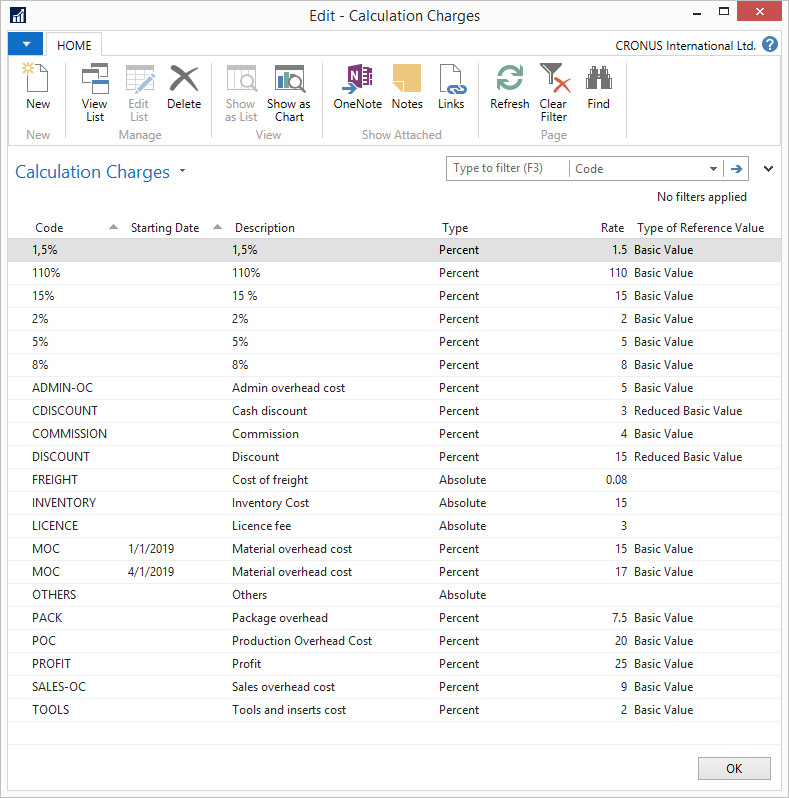 Edit - Calculation Charges
HOME
CRONUS International Ltd. ?
New
View List
Edit List
Delete
Show as List
Show as Chart
OneNote
Notes
Links
Refresh
Clear Filter
Find
New
Manage
View
Show Attached
Page
Calculation Charges
Type to filter (F3) Code
No filters applied
Code Starting Date Description Type Rate Type of Reference Value
1,5% 1,5% Percent 1.5 Basic Value
110% 110% Percent 110 Basic Value
15% 15 % Percent 15 Basic Value
2% 2% Percent 2 Basic Value
5% 5% Percent 5 Basic Value
8% 8% Percent 8 Basic Value
ADMIN-OC Admin overhead cost Percent 5 Basic Value
CDISCOUNT Cash discount Percent 3 Reduced Basic Value
COMMISSION Commission Percent 4 Basic Value
DISCOUNT Discount Percent 15 Reduced Basic Value
FREIGHT Cost of freight Absolute 0.08
INVENTORY Inventory Cost Absolute 15
LICENCE Licence fee Absolute 3
MOC 1/1/2019 Material overhead cost Percent 15 Basic Value
MOC 4/1/2019 Material overhead cost Percent 17 Basic Value
OTHERS Others Absolute
PACK Package overhead Percent 7.5 Basic Value
POC Production Overhead Cost Percent 20 Basic Value
PROFIT Profit Percent 25 Basic Value
SALES-OC Sales overhead cost Percent 9 Basic Value
TOOLS Tools and inserts cost Percent 2 Basic Value
OK